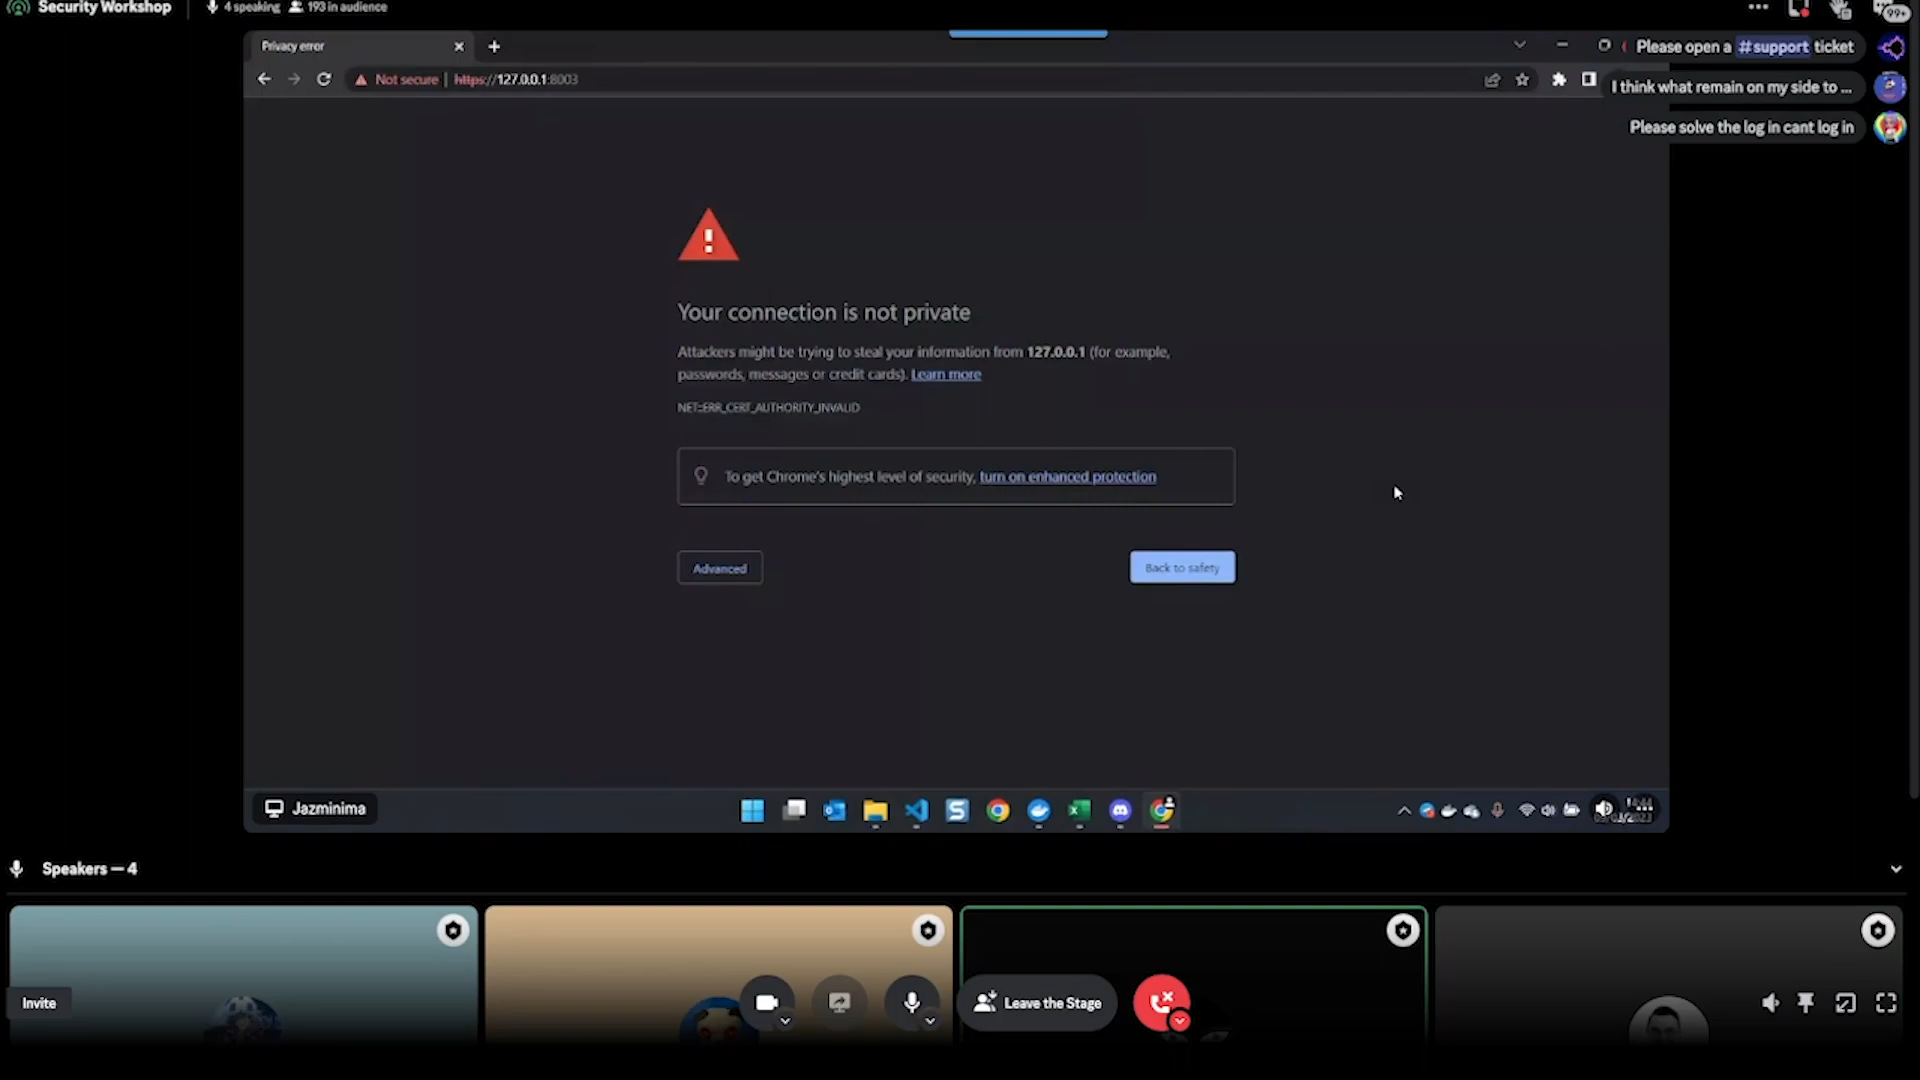 Security Workshop
4 speaking
193 in audience
99+
Privacy error
Please open a #support ticket
Not secure
https://127.0.0.1:8003
I think what remain on my side to ...
Please solve the log in cant log in
Your connection is not private
Attackers might be trying to steal your information from 127.0.0.1 (for example,
passwords, messages or credit cards). Learn more
NET::ERR_CERT_AUTHORITY_INVALID
To get Chrome's highest level of security, turn on enhanced protection
Advanced
Back to safety
Jazminima
Speakers — 4
Invite
Leave the Stage